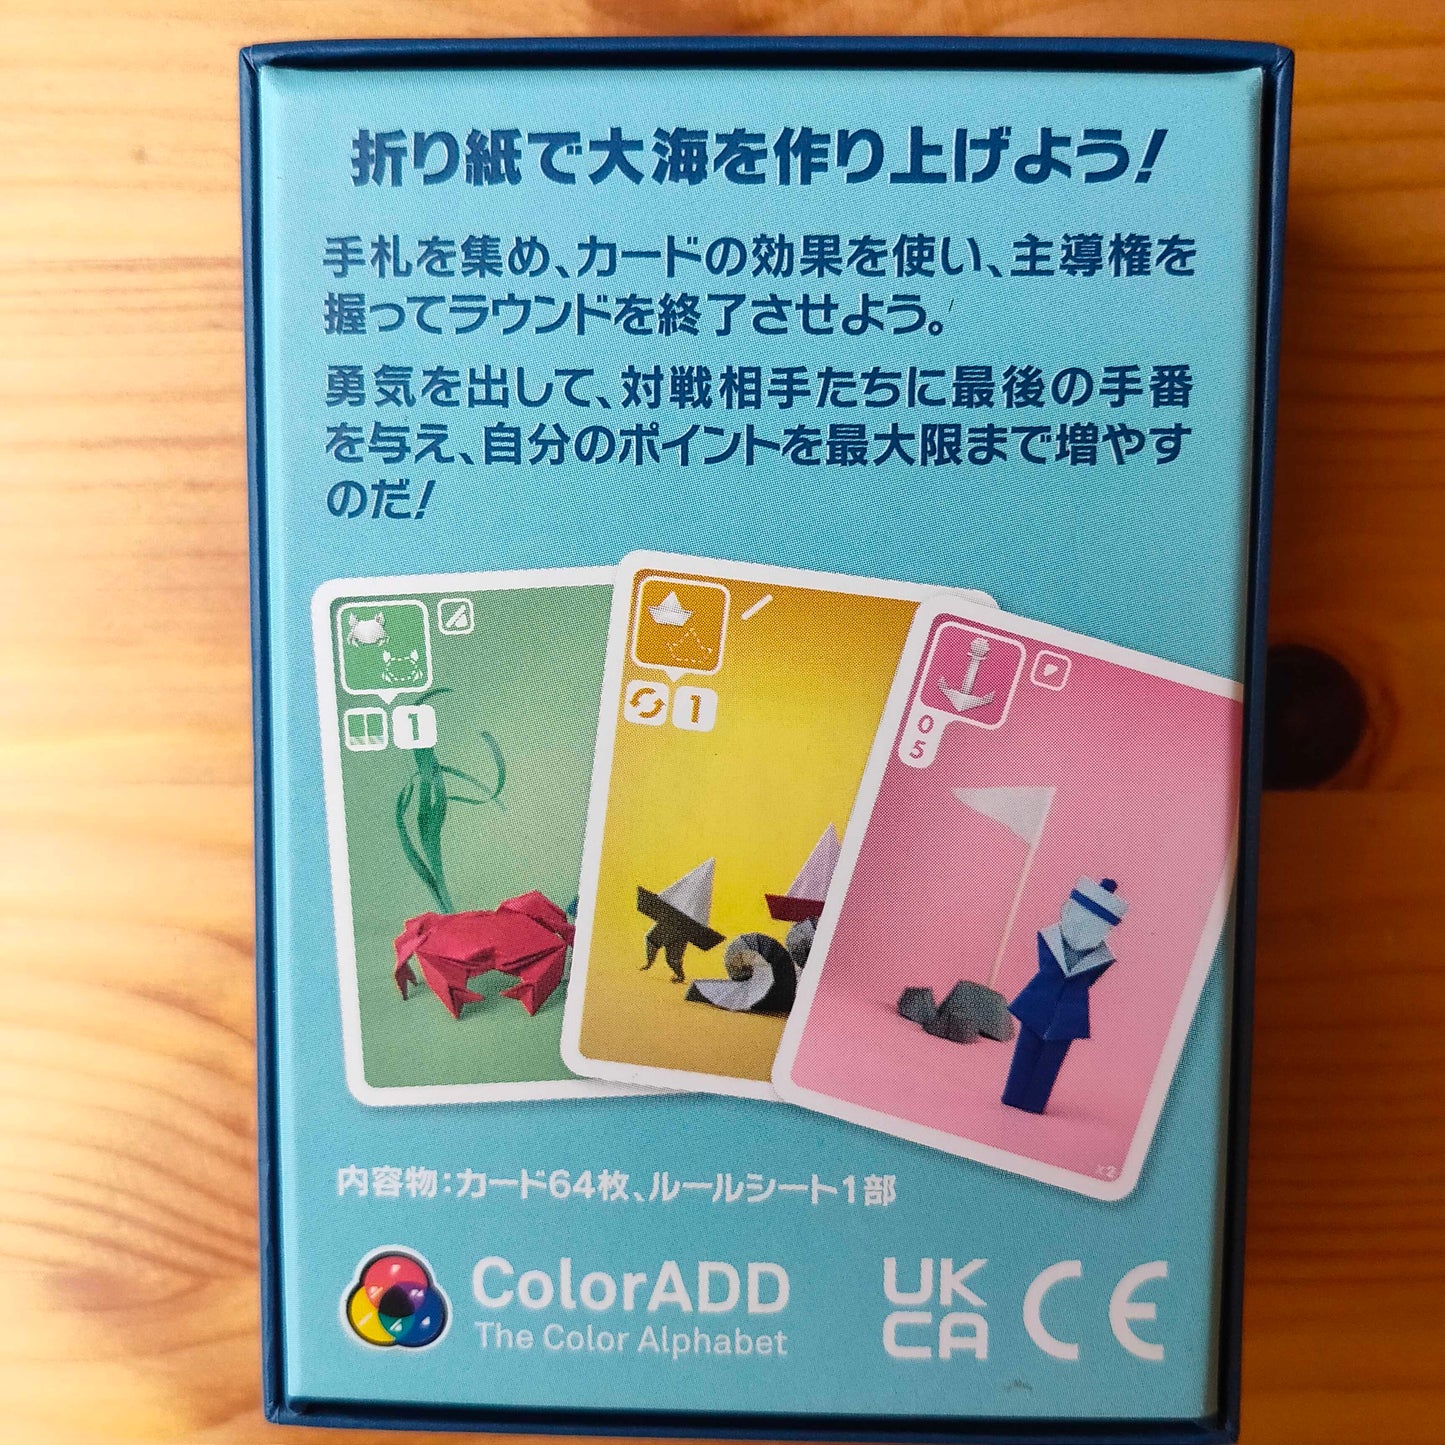 折り紙で大海を作り上げよう！
手札を集め、カードの効果を使い、主導権を
握ってラウンドを終了させよう。
勇気を出して、対戦相手たちに最後の手番
を与え、自分のポイントを最大限まで増やす
のだ！
1
1
0
5
x2
内容物：カード64枚、ルールシート1部
ColorADD
The Color Alphabet
UK
CA
CE